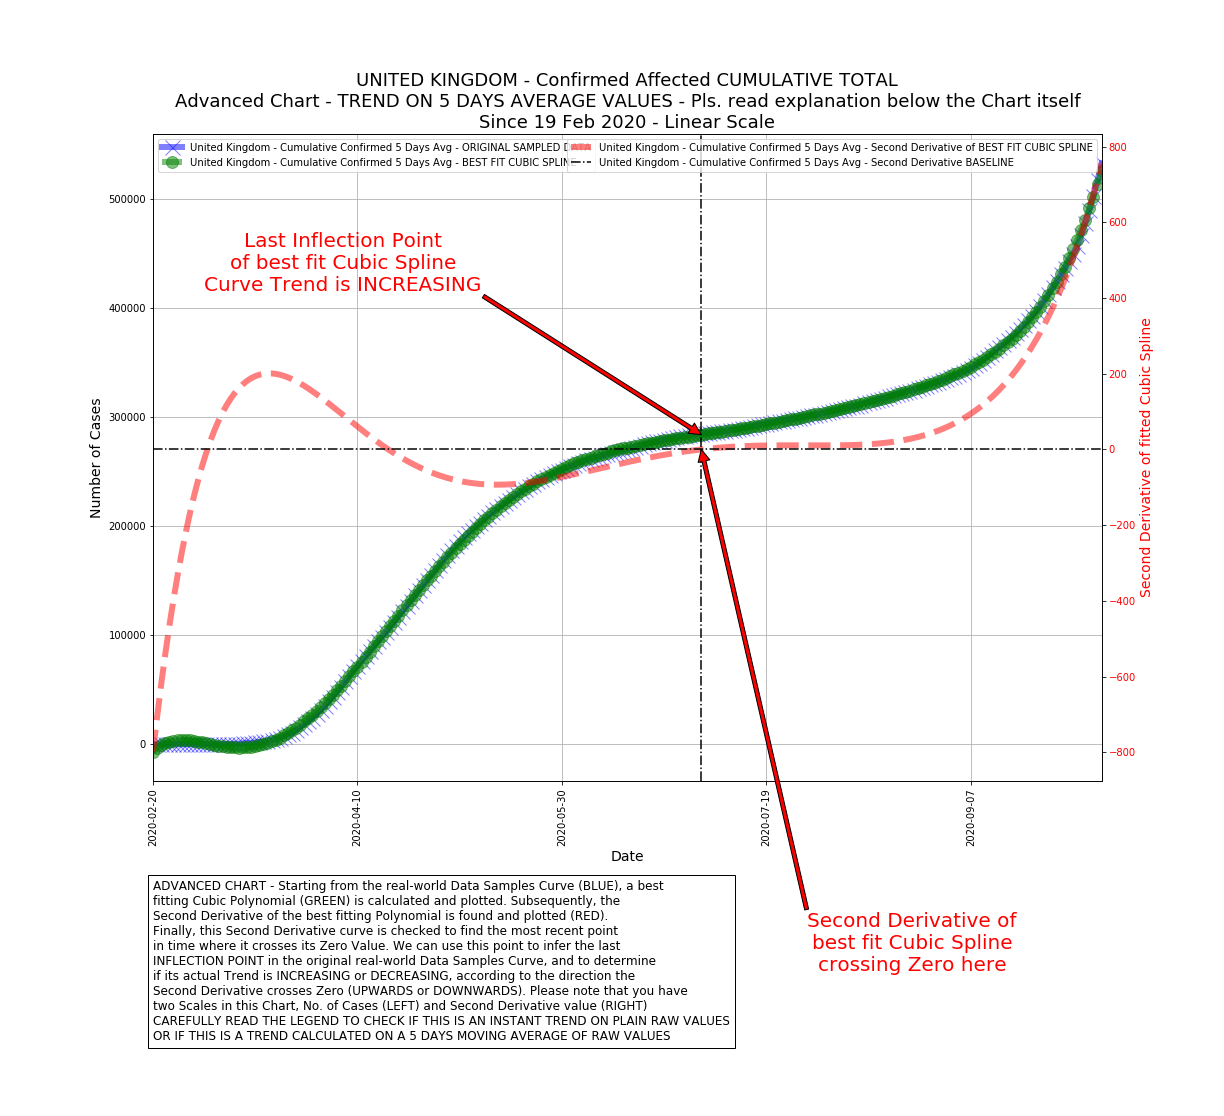 UNITED KINGDOM - Confirmed Affected CUMULATIVE TOTAL
Advanced Chart - TREND ON 5 DAYS AVERAGE VALUES - Pls. read explanation below the Chart itself
Since 19 Feb 2020 - Linear Scale
United Kingdom - Cumulative Confirmed 5 Days Avg - ORIGINAL SAMPLED
United Kingdom - Cumulative Confirmed 5 Days Avg - BEST FIT CUBIC SPLINE
United Kingdom - Cumulative Confirmed 5 Days Avg - Second Derivative of BEST FIT CUBIC SPLINE
United Kingdom - Cumulative Confirmed 5 Days Avg - Second Derivative BASELINE
Last Inflection Point
of best fit Cubic Spline
Curve Trend is INCREASING
Number of Cases
500000
400000
300000
200000
100000
0
800
600
400
200
0
−200
−400
−600
−800
Second Derivative of fitted Cubic Spline
2020-02-20
2020-04-10
2020-05-30
2020-07-19
2020-09-07
Date
Second Derivative of
best fit Cubic Spline
crossing Zero here
ADVANCED CHART - Starting from the real-world Data Samples Curve (BLUE), a best
fitting Cubic Polynomial (GREEN) is calculated and plotted. Subsequently, the
Second Derivative of the best fitting Polynomial is found and plotted (RED).
Finally, this Second Derivative curve is checked to find the most recent point
in time where it crosses its Zero Value. We can use this point to infer the last
INFLECTION POINT in the original real-world Data Samples Curve, and to determine
if its actual Trend is INCREASING or DECREASING, according to the direction the
Second Derivative crosses Zero (UPWARDS or DOWNWARDS). Please note that you have
two Scales in this Chart, No. of Cases (LEFT) and Second Derivative value (RIGHT)
CAREFULLY READ THE LEGEND TO CHECK IF THIS IS AN INSTANT TREND ON PLAIN RAW VALUES
OR IF THIS IS A TREND CALCULATED ON A 5 DAYS MOVING AVERAGE OF RAW VALUES